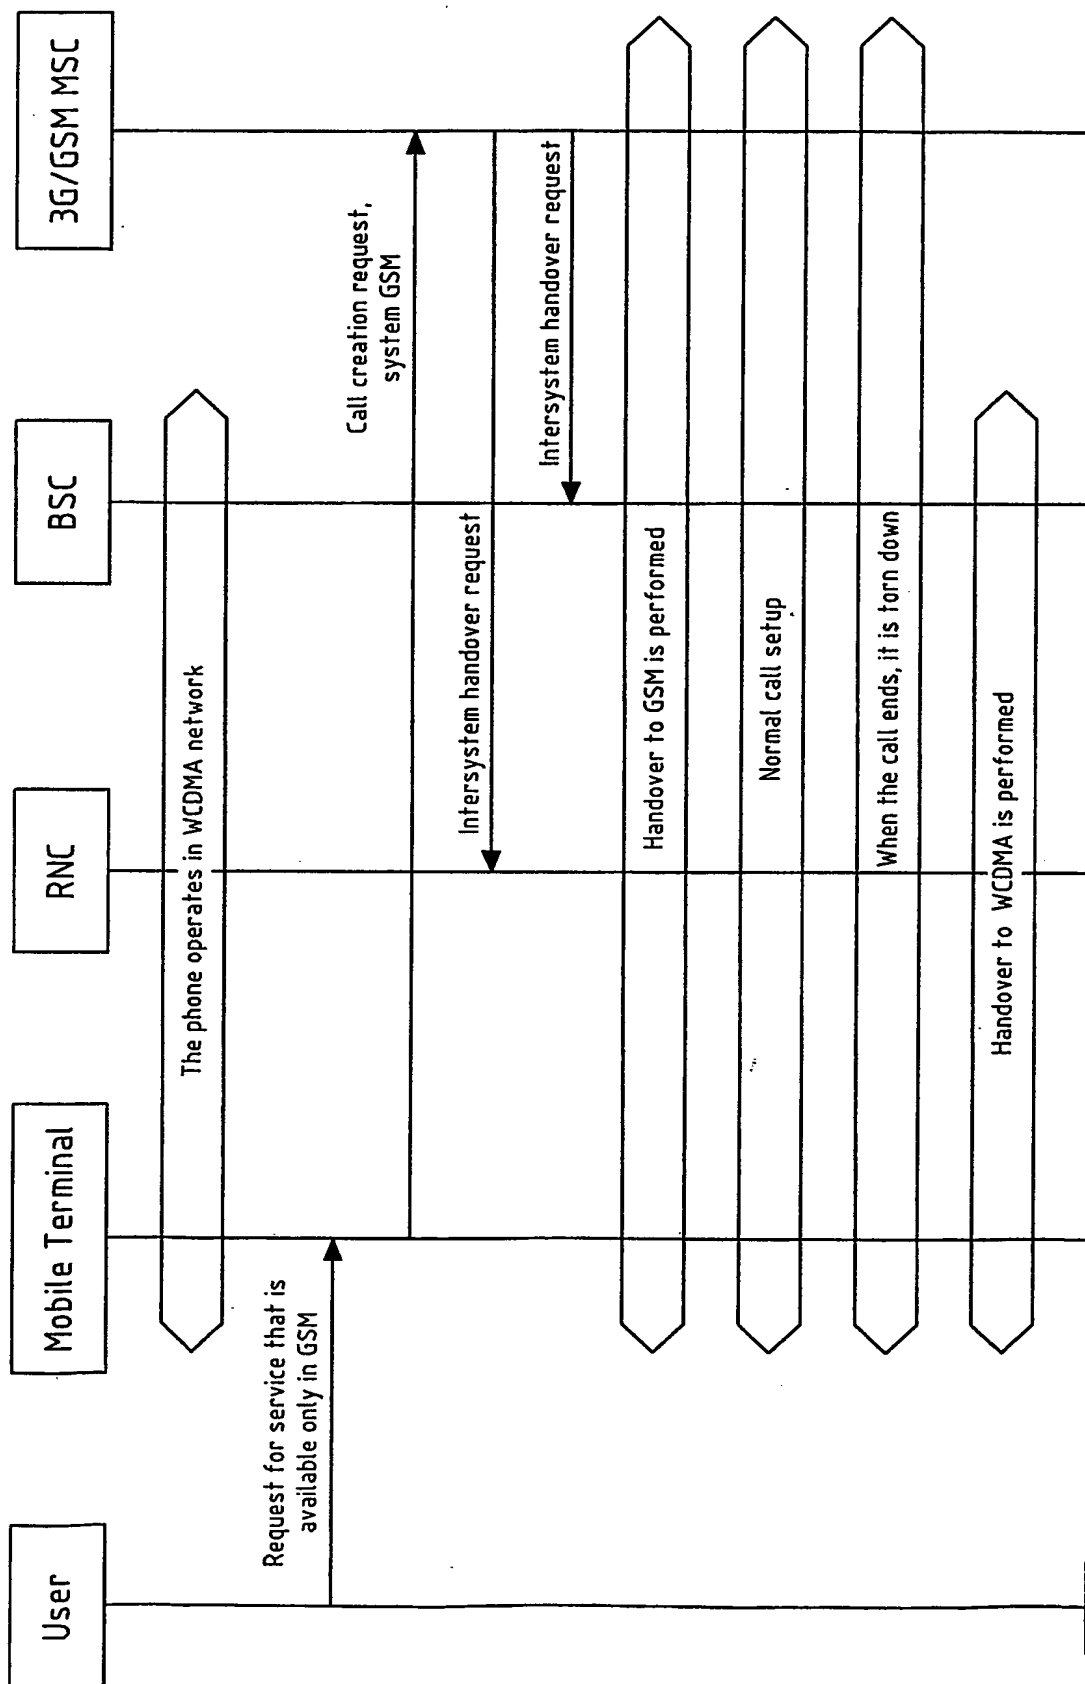 User
Mobile Terminal
RNC
BSC
3G/GSM MSC
The phone operates in WCDMA network
Request for service that is
available only in GSM
Call creation request,
system GSM
Intersystem handover request
Intersystem handover request
Handover to GSM is performed
Normal call setup
When the call ends, it is torn down
Handover to WCDMA is performed